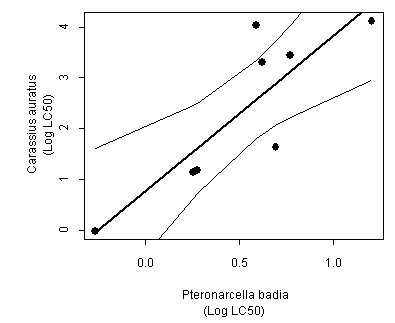 Carassius auratus
(Log LC50)
4
3
2
1
0
0.0 0.5 1.0
Pteronarcella badia
(Log LC50)